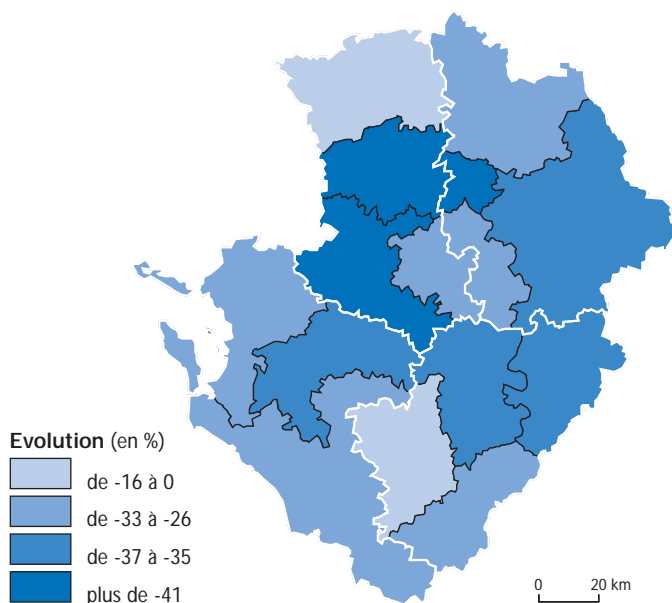 Evolution (en %)
de -16 à 0
de -33 à -26
de -37 à -35
plus de -41
0 20 km